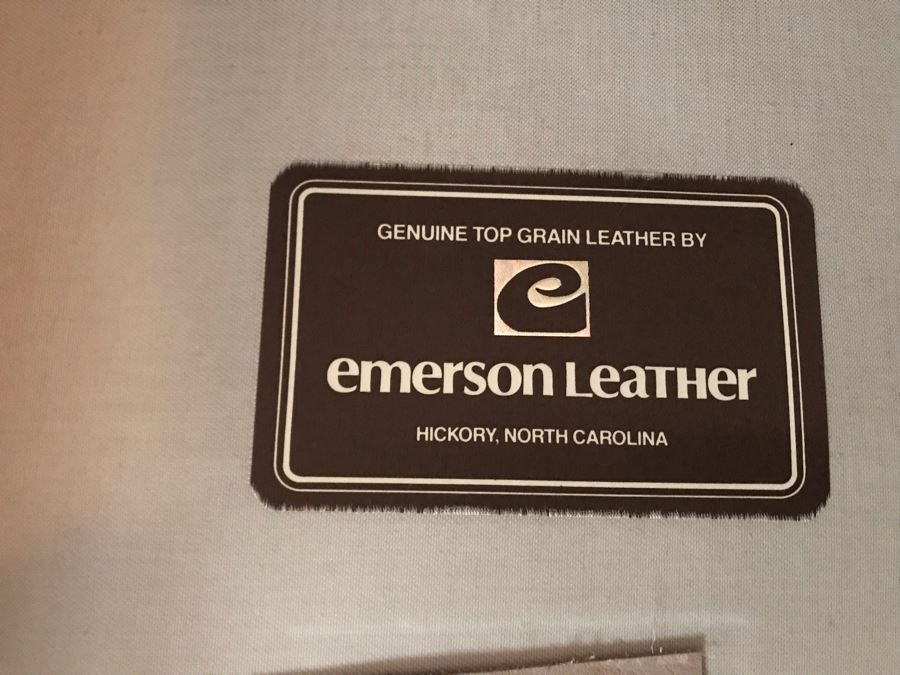 GENUINE TOP GRAIN LEATHER BY
e
emerson Leather
HICKORY, NORTH CAROLINA